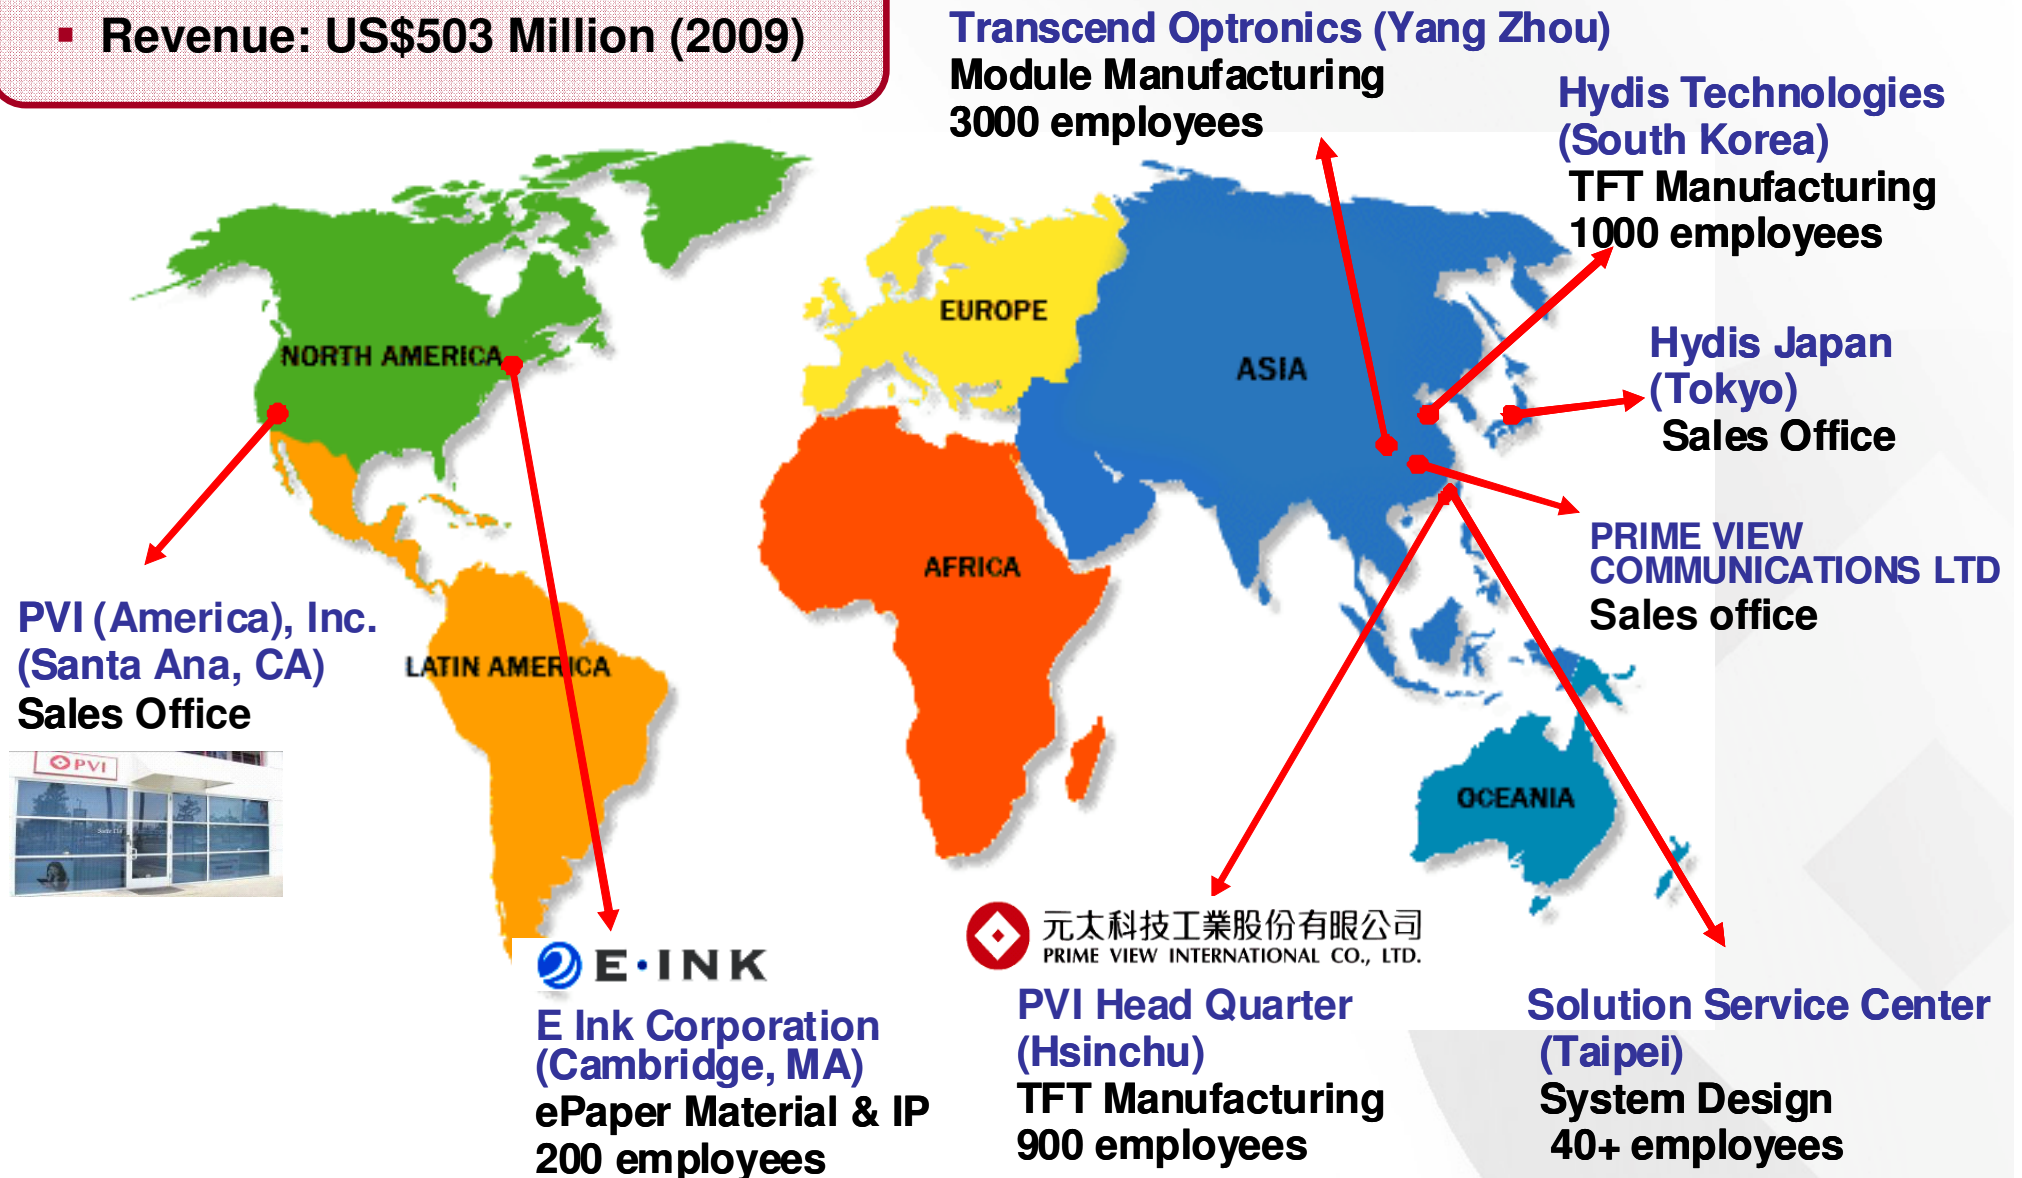 ▪ Revenue: US$503 Million (2009)
Transcend Optronics (Yang Zhou)
Module Manufacturing
3000 employees
Hydis Technologies
(South Korea)
TFT Manufacturing
1000 employees
NORTH AMERICA
EUROPE
ASIA
Hydis Japan
(Tokyo)
Sales Office
PRIME VIEW
COMMUNICATIONS LTD
Sales office
AFRICA
PVI (America), Inc.
(Santa Ana, CA)
Sales Office
PVI
LATIN AMERICA
OCEANIA
E·INK
E Ink Corporation
(Cambridge, MA)
ePaper Material & IP
200 employees
元太科技工業股份有限公司
PRIME VIEW INTERNATIONAL CO., LTD.
PVI Head Quarter
(Hsinchu)
TFT Manufacturing
900 employees
Solution Service Center
(Taipei)
System Design
40+ employees